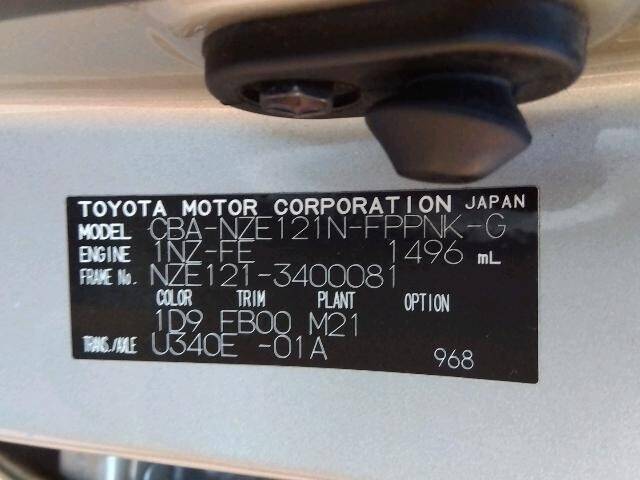 TOYOTA MOTOR CORPORATION JAPAN
MODEL CBA-NZE121N-FPPNK-G
ENGINE 1NZ-FE 1496 mL
FRAME No. NZE121-3400081
COLOR TRIM PLANT OPTION
1D9 FB00 M21
TRANS./AXLE U340E -01A 968